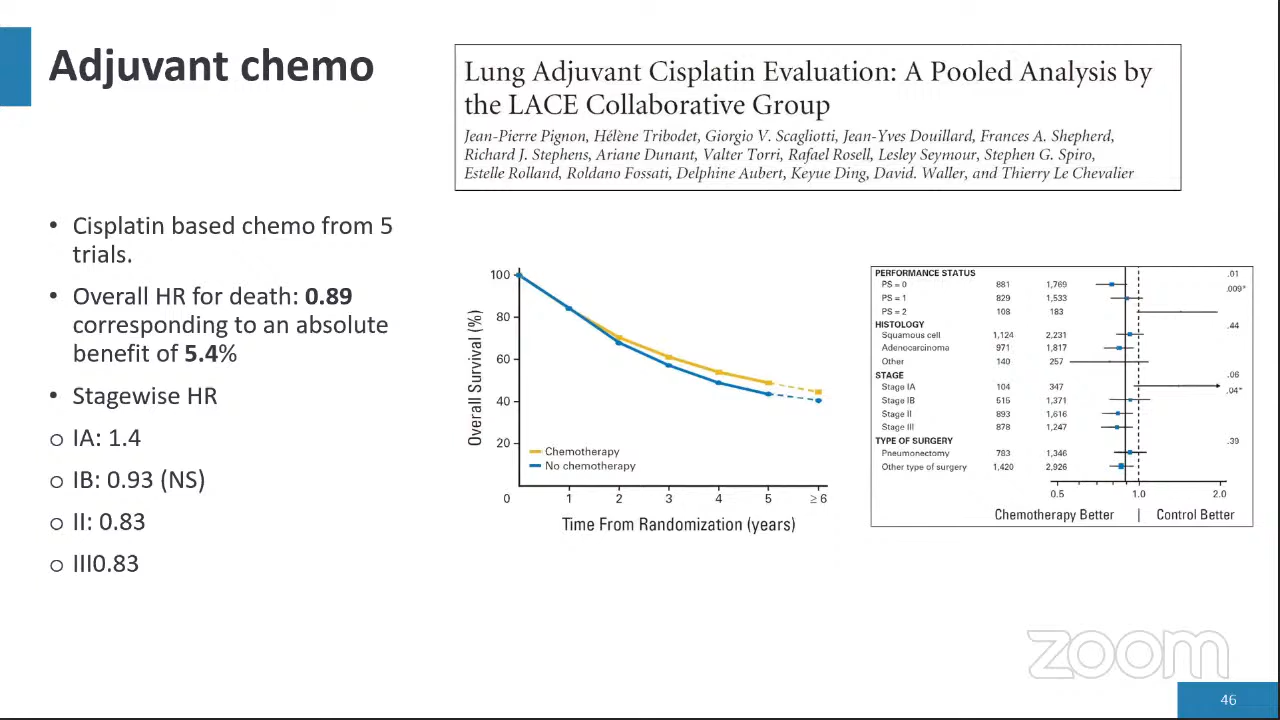 Adjuvant chemo
Lung Adjuvant Cisplatin Evaluation: A Pooled Analysis by
the LACE Collaborative Group
Jean-Pierre Pignon, Hélène Tribodet, Giorgio V. Scagliotti, Jean-Yves Douillard, Frances A. Shepherd,
Richard J. Stephens, Ariane Dunant, Valter Torri, Rafael Rosell, Lesley Seymour, Stephen G. Spiro,
Estelle Rolland, Roldano Fossati, Delphine Aubert, Keyue Ding, David. Waller, and Thierry Le Chevalier
• Cisplatin based chemo from 5
trials.
• Overall HR for death: 0.89
corresponding to an absolute
benefit of 5.4%
• Stagewise HR
o IA: 1.4
o IB: 0.93 (NS)
o II: 0.83
o III0.83
Overall Survival (%)
100
80
60
40
20
0
Chemotherapy
No chemotherapy
1 2 3 4 5 ≥ 6
Time From Randomization (years)
PERFORMANCE STATUS .01
PS = 0 881 1,769 .009*
PS = 1 829 1,533
PS = 2 108 183
HISTOLOGY .44
Squamous cell 1,124 2,231
Adenocarcinoma 971 1,817
Other 140 257
STAGE .06
Stage IA 104 347 .04*
Stage IB 515 1,371
Stage II 893 1,616
Stage III 878 1,247
TYPE OF SURGERY .39
Pneumonectomy 783 1,346
Other type of surgery 1,420 2,926
0.5 1.0 2.0
Chemotherapy Better | Control Better
zoom
46